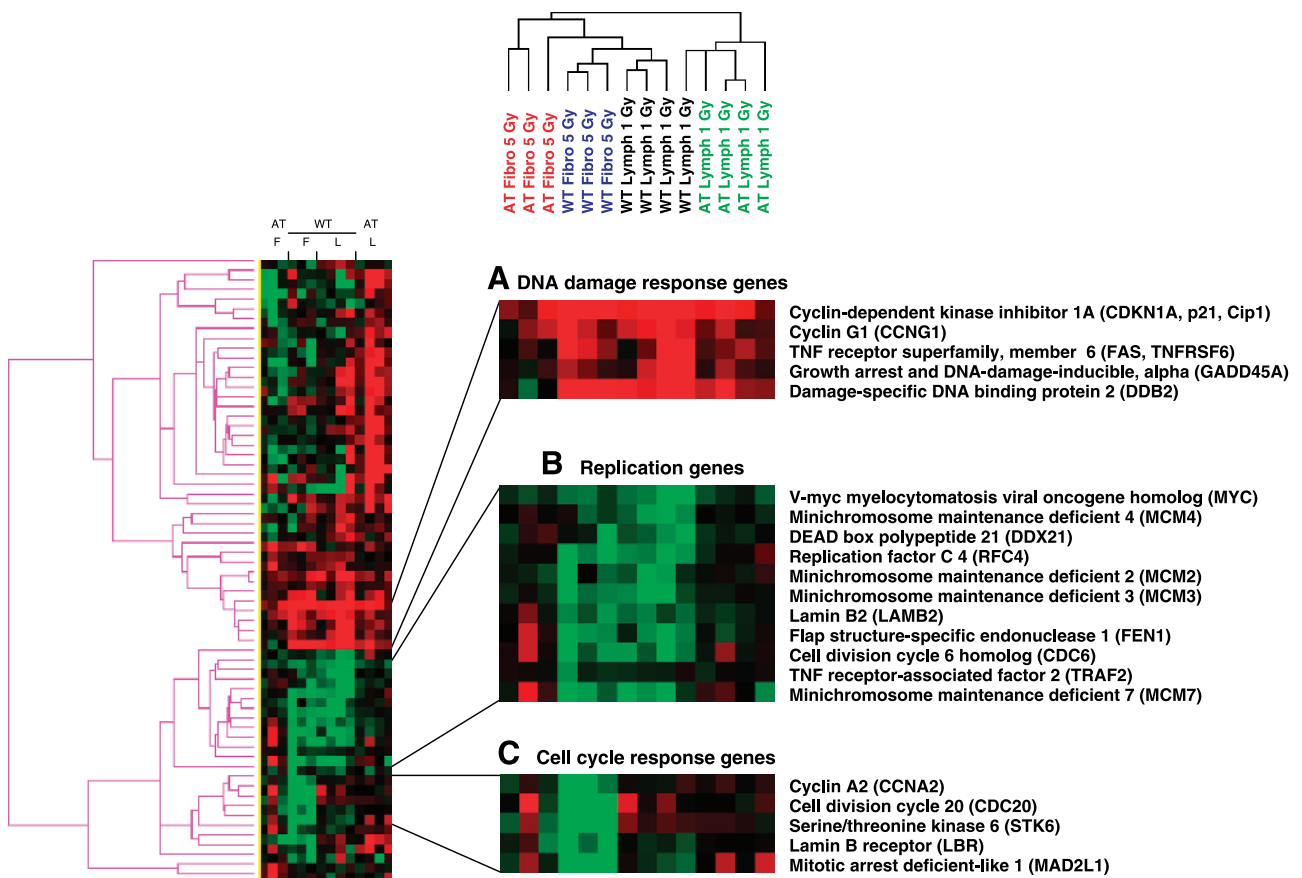 AT Fibro 5 Gy
AT Fibro 5 Gy
AT Fibro 5 Gy
WT Fibro 5 Gy
WT Fibro 5 Gy
WT Fibro 5 Gy
WT Lymph 1 Gy
WT Lymph 1 Gy
WT Lymph 1 Gy
WT Lymph 1 Gy
AT Lymph 1 Gy
AT Lymph 1 Gy
AT Lymph 1 Gy
AT Lymph 1 Gy
AT WT AT
F F L L
A DNA damage response genes
Cyclin-dependent kinase inhibitor 1A (CDKN1A, p21, Cip1)
Cyclin G1 (CCNG1)
TNF receptor superfamily, member 6 (FAS, TNFRSF6)
Growth arrest and DNA-damage-inducible, alpha (GADD45A)
Damage-specific DNA binding protein 2 (DDB2)
B Replication genes
V-myc myelocytomatosis viral oncogene homolog (MYC)
Minichromosome maintenance deficient 4 (MCM4)
DEAD box polypeptide 21 (DDX21)
Replication factor C 4 (RFC4)
Minichromosome maintenance deficient 2 (MCM2)
Minichromosome maintenance deficient 3 (MCM3)
Lamin B2 (LAMB2)
Flap structure-specific endonuclease 1 (FEN1)
Cell division cycle 6 homolog (CDC6)
TNF receptor-associated factor 2 (TRAF2)
Minichromosome maintenance deficient 7 (MCM7)
C Cell cycle response genes
Cyclin A2 (CCNA2)
Cell division cycle 20 (CDC20)
Serine/threonine kinase 6 (STK6)
Lamin B receptor (LBR)
Mitotic arrest deficient-like 1 (MAD2L1)